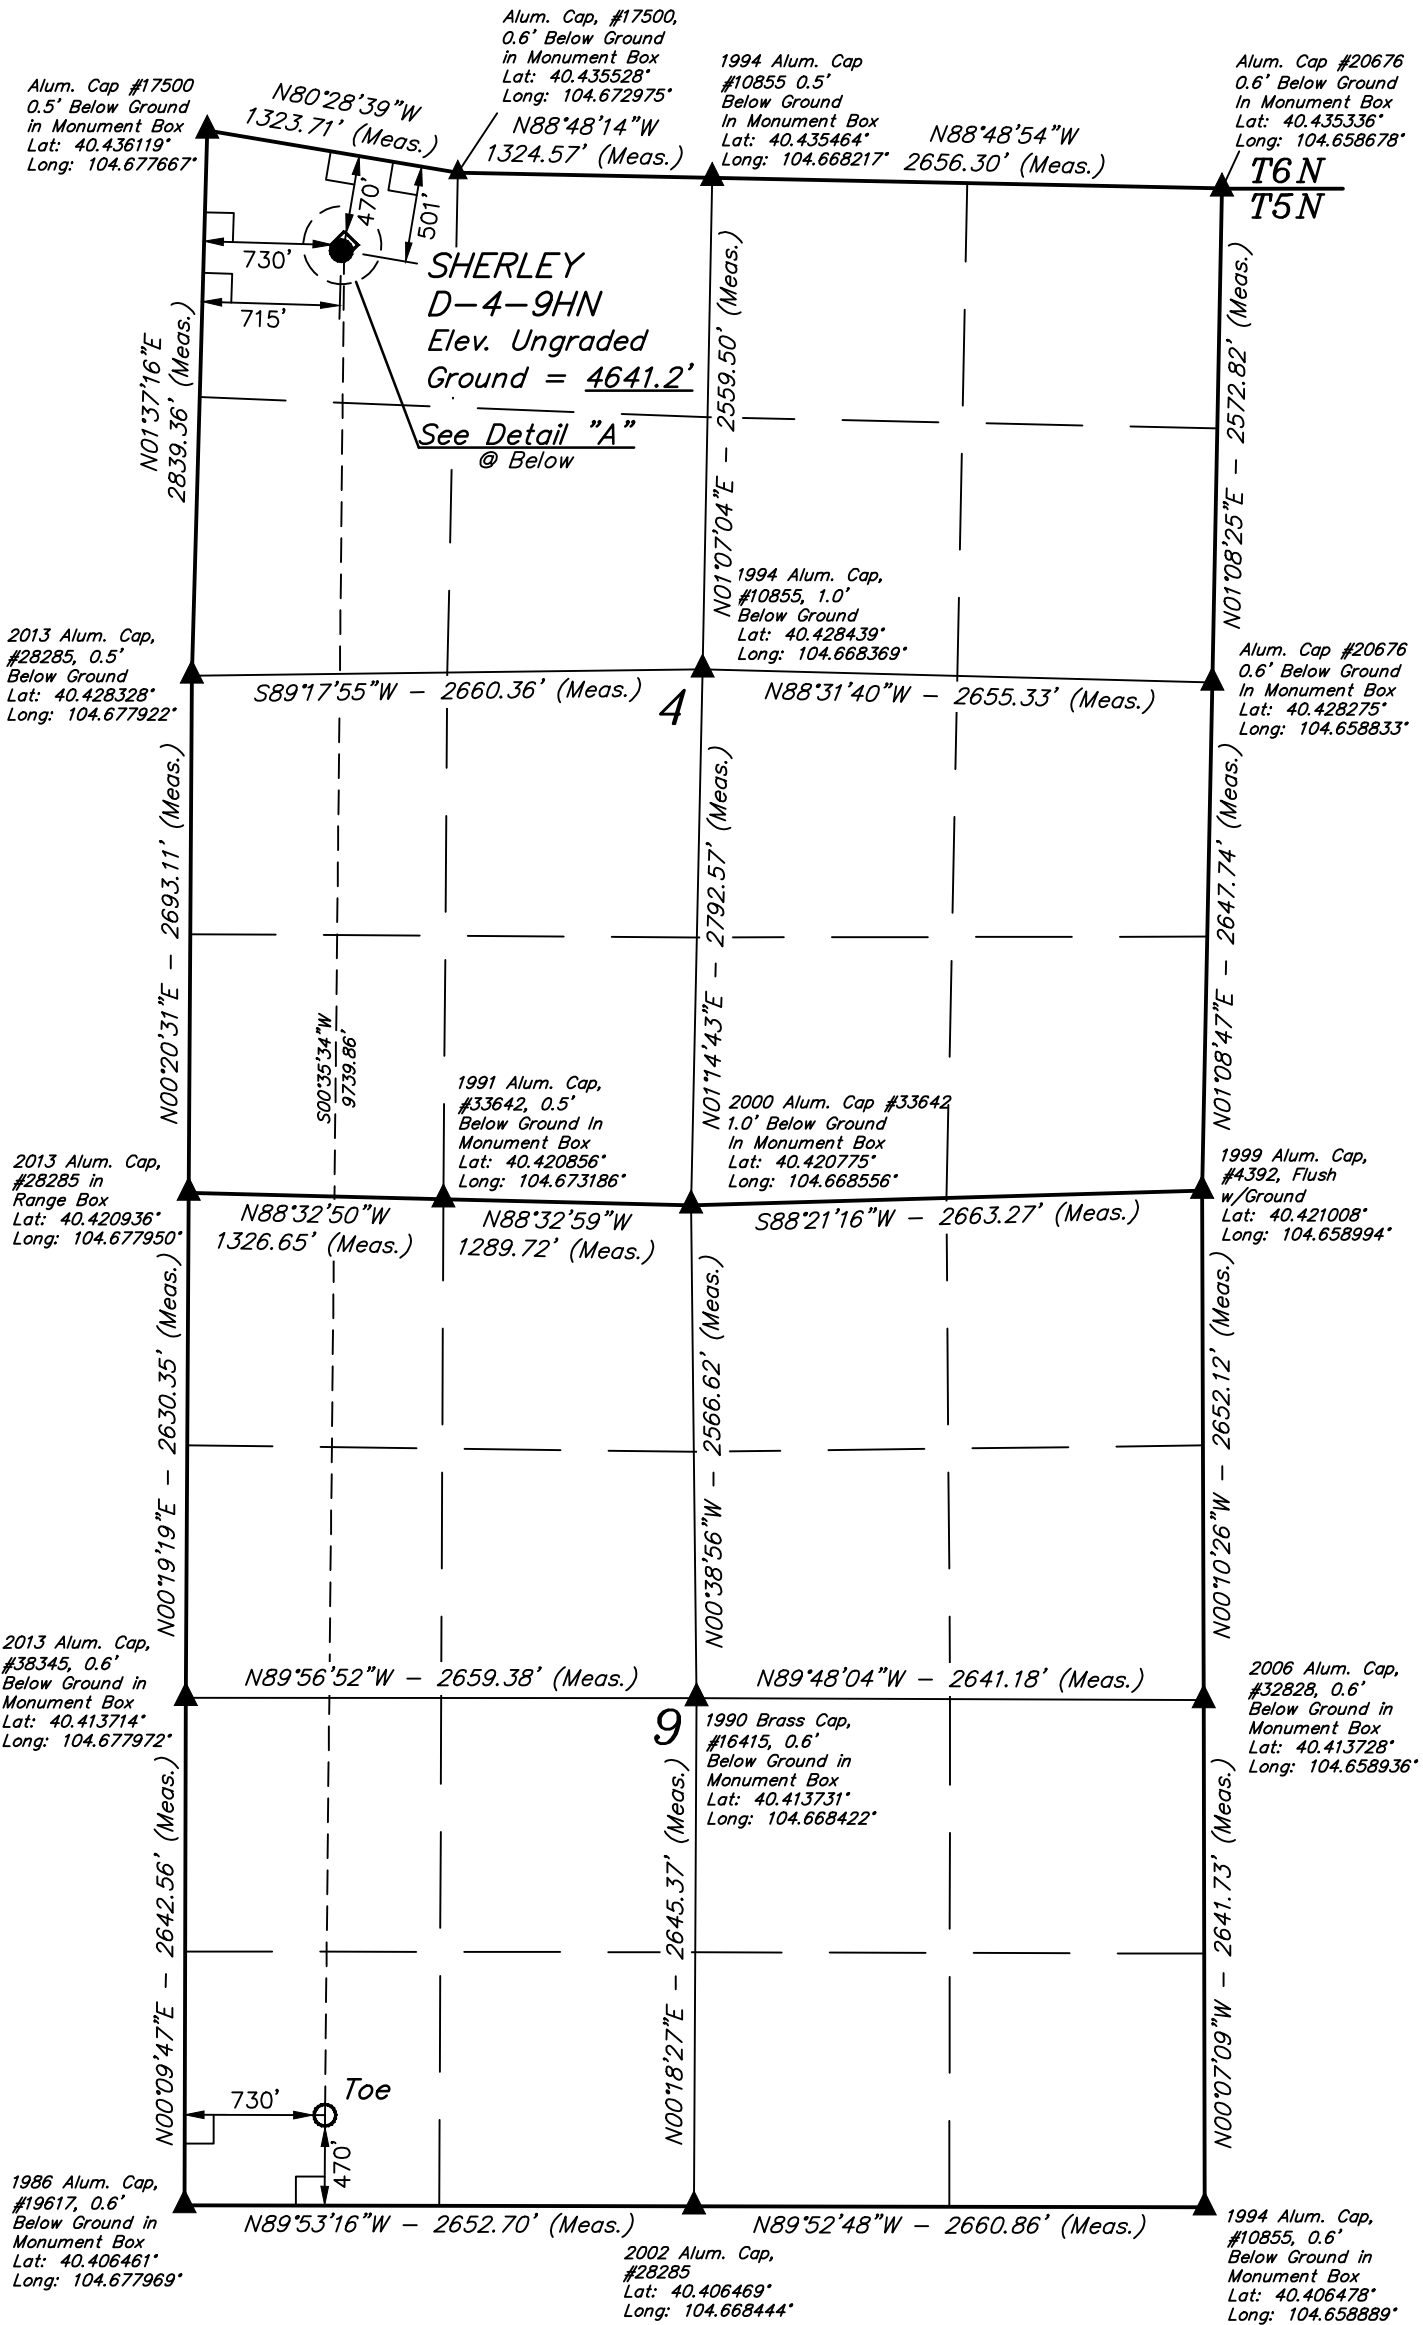 Alum. Cap, #17500,
0.6' Below Ground
in Monument Box
Lat: 40.435528°
Long: 104.672975°
Alum. Cap #17500
0.5' Below Ground
in Monument Box
Lat: 40.436119°
Long: 104.677667°
1994 Alum. Cap
#10855 0.5'
Below Ground
In Monument Box
Lat: 40.435464°
Long: 104.668217°
Alum. Cap #20676
0.6' Below Ground
In Monument Box
Lat: 40.435336°
Long: 104.658678°
N80°28'39"W
1323.71' (Meas.)
N88°48'14"W
1324.57' (Meas.)
N88°48'54"W
2656.30' (Meas.)
T6N
T5N
470'
501'
730'
715'
SHERLEY
D-4-9HN
Elev. Ungraded
Ground = 4641.2'
See Detail "A"
@ Below
N01°37'16"E
2839.36' (Meas.)
N01°07'04"E - 2559.50' (Meas.)
N01°08'25"E - 2572.82' (Meas.)
1994 Alum. Cap,
#10855, 1.0'
Below Ground
Lat: 40.428439°
Long: 104.668369°
2013 Alum. Cap,
#28285, 0.5'
Below Ground
Lat: 40.428328°
Long: 104.677922°
Alum. Cap #20676
0.6' Below Ground
In Monument Box
Lat: 40.428275°
Long: 104.658833°
S89°17'55"W - 2660.36' (Meas.)
4
N88°31'40"W - 2655.33' (Meas.)
N00°20'31"E - 2693.11' (Meas.)
N01°14'43"E - 2792.57' (Meas.)
N01°08'47"E - 2647.74' (Meas.)
S00°35'34"W
9739.86'
1991 Alum. Cap,
#33642, 0.5'
Below Ground In
Monument Box
Lat: 40.420856°
Long: 104.673186°
2000 Alum. Cap #33642
1.0' Below Ground
In Monument Box
Lat: 40.420775°
Long: 104.668556°
2013 Alum. Cap,
#28285 in
Range Box
Lat: 40.420936°
Long: 104.677950°
1999 Alum. Cap,
#4392, Flush
w/Ground
Lat: 40.421008°
Long: 104.658994°
N88°32'50"W
1326.65' (Meas.)
N88°32'59"W
1289.72' (Meas.)
S88°21'16"W - 2663.27' (Meas.)
N00°19'19"E - 2630.35' (Meas.)
N00°38'56"W - 2566.62' (Meas.)
N00°10'26"W - 2652.12' (Meas.)
2013 Alum. Cap,
#38345, 0.6'
Below Ground in
Monument Box
Lat: 40.413714°
Long: 104.677972°
N89°56'52"W - 2659.38' (Meas.)
N89°48'04"W - 2641.18' (Meas.)
2006 Alum. Cap,
#32828, 0.6'
Below Ground in
Monument Box
Lat: 40.413728°
Long: 104.658936°
9
1990 Brass Cap,
#16415, 0.6'
Below Ground in
Monument Box
Lat: 40.413731°
Long: 104.668422°
N00°09'47"E - 2642.56' (Meas.)
N00°18'27"E - 2645.37' (Meas.)
N00°07'09"W - 2641.73' (Meas.)
730'
Toe
470'
1986 Alum. Cap,
#19617, 0.6'
Below Ground in
Monument Box
Lat: 40.406461°
Long: 104.677969°
N89°53'16"W - 2652.70' (Meas.)
N89°52'48"W - 2660.86' (Meas.)
2002 Alum. Cap,
#28285
Lat: 40.406469°
Long: 104.668444°
1994 Alum. Cap,
#10855, 0.6'
Below Ground in
Monument Box
Lat: 40.406478°
Long: 104.658889°